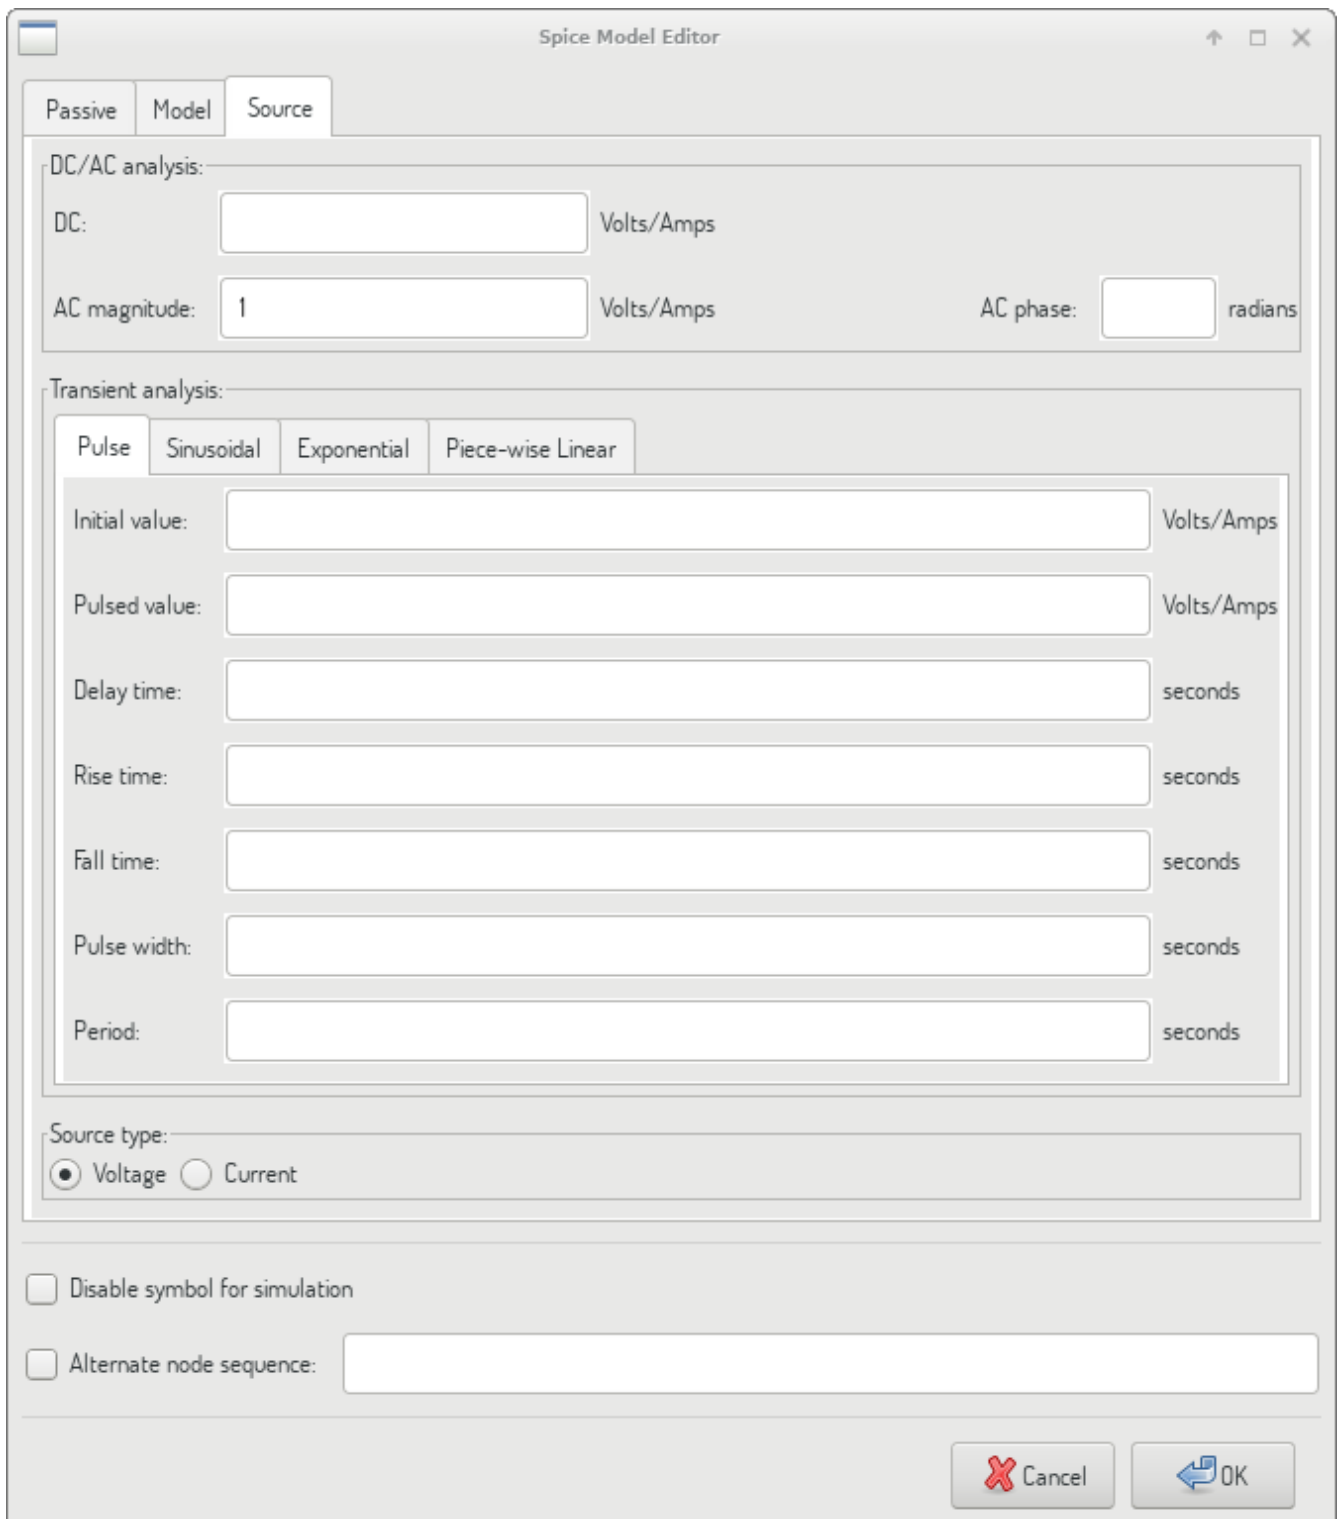 Spice Model Editor
Passive Model Source
DC/AC analysis:
DC: Volts/Amps
AC magnitude: 1 Volts/Amps AC phase: radians
Transient analysis:
Pulse Sinusoidal Exponential Piece-wise Linear
Initial value: Volts/Amps
Pulsed value: Volts/Amps
Delay time: seconds
Rise time: seconds
Fall time: seconds
Pulse width: seconds
Period: seconds
Source type:
Voltage Current
Disable symbol for simulation
Alternate node sequence:
Cancel OK